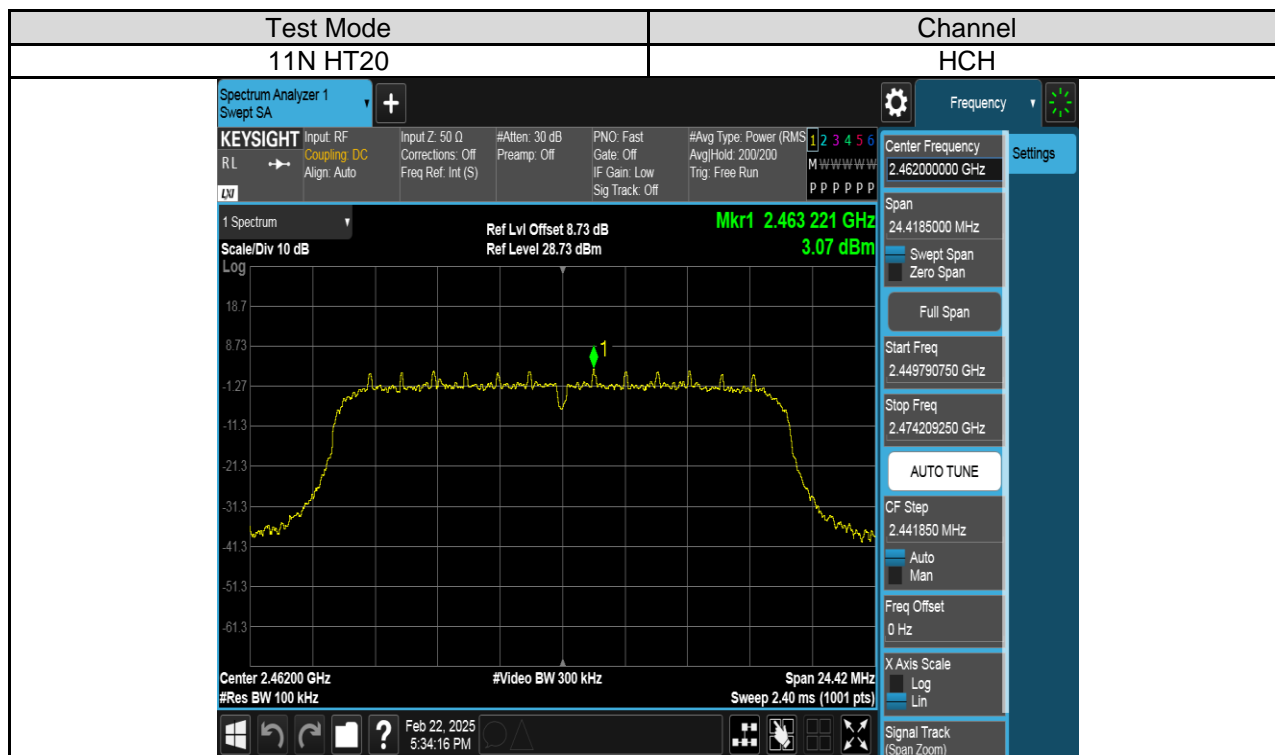 Test Mode
Channel
11N HT20
HCH
Spectrum Analyzer 1
Swept SA
Frequency
KEYSIGHT
R L
LXI
Input: RF
Coupling: DC
Align: Auto
Input Z: 50 Ω
Corrections: Off
Freq Ref: Int (S)
#Atten: 30 dB
Preamp: Off
PNO: Fast
Gate: Off
IF Gain: Low
Sig Track: Off
#Avg Type: Power (RMS
Avg|Hold: 200/200
Trig: Free Run
1 2 3 4 5 6
M W W W W W
P P P P P P
Settings
1 Spectrum
Scale/Div 10 dB
Ref Lvl Offset 8.73 dB
Ref Level 28.73 dBm
Mkr1 2.463 221 GHz
3.07 dBm
Log
18.7
8.73
-1.27
-11.3
-21.3
-31.3
-41.3
-51.3
-61.3
1
Center 2.46200 GHz
#Res BW 100 kHz
#Video BW 300 kHz
Span 24.42 MHz
Sweep 2.40 ms (1001 pts)
Center Frequency
2.462000000 GHz
Span
24.4185000 MHz
Swept Span
Zero Span
Full Span
Start Freq
2.449790750 GHz
Stop Freq
2.474209250 GHz
AUTO TUNE
CF Step
2.441850 MHz
Auto
Man
Freq Offset
0 Hz
X Axis Scale
Log
Lin
Signal Track
(Span Zoom)
?
Feb 22, 2025
5:34:16 PM